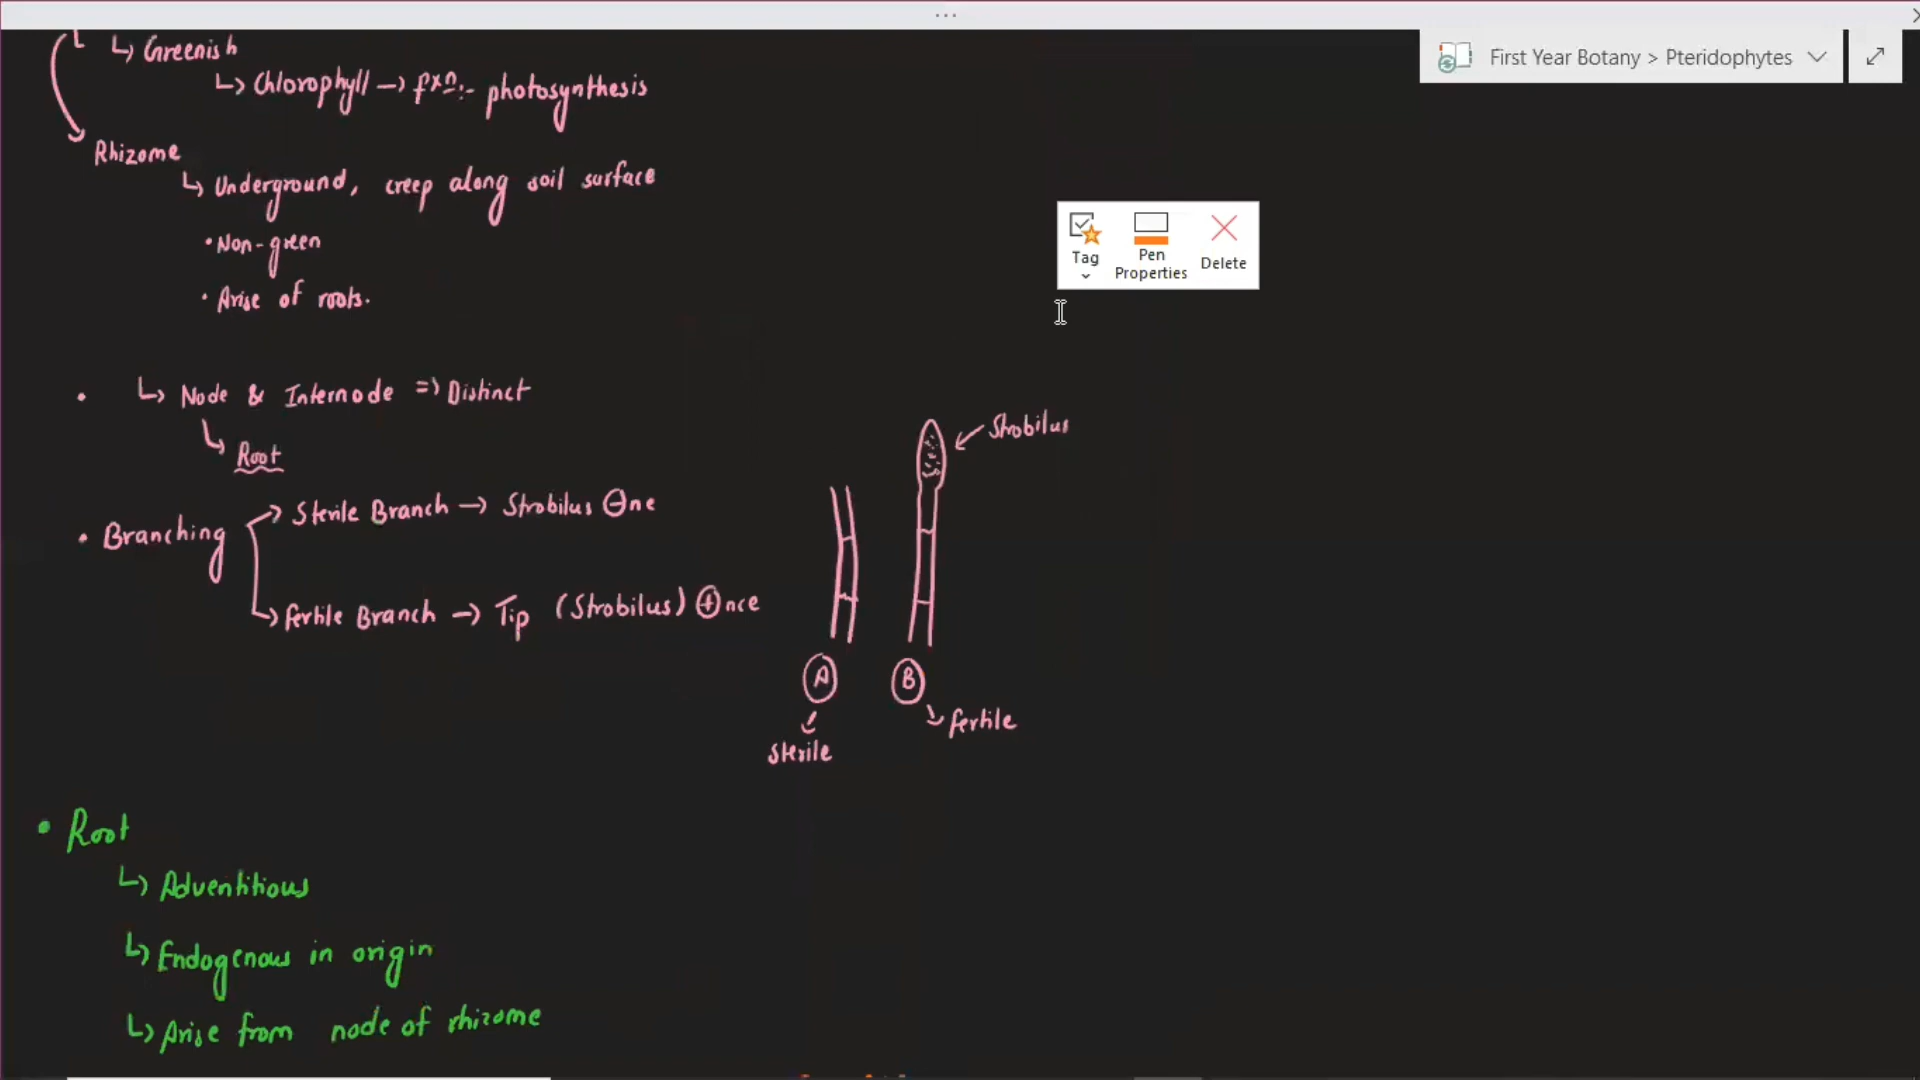 ...
First Year Botany > Pteridophytes
↳ Greenish
↳ Chlorophyll → fxn:- photosynthesis
Rhizome
↳ Underground, creep along soil surface
• Non-green
• Arise of roots.
Tag
Pen Properties
Delete
• ↳ Node & Internode => Distinct
↳ Root
• Branching
→ Sterile Branch → Strobilus ⊖nce
↳ fertile Branch → Tip (Strobilus) ⊕nce
Strobilus
A
B
Sterile
fertile
• Root
↳ Adventitious
↳ Endogenous in origin
↳ Arise from node of rhizome